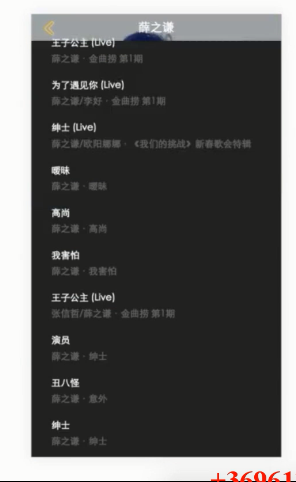 薛之谦
王子公主 (Live)
薛之谦 · 金曲捞 第1期
为了遇见你 (Live)
薛之谦/李好 · 金曲捞 第1期
绅士 (Live)
薛之谦/欧阳娜娜 · 《我们的挑战》新春歌会特辑
暧昧
薛之谦 · 暧昧
高尚
薛之谦 · 高尚
我害怕
薛之谦 · 我害怕
王子公主 (Live)
张信哲/薛之谦 · 金曲捞 第1期
演员
薛之谦 · 绅士
丑八怪
薛之谦 · 意外
绅士
薛之谦 · 绅士
+36961